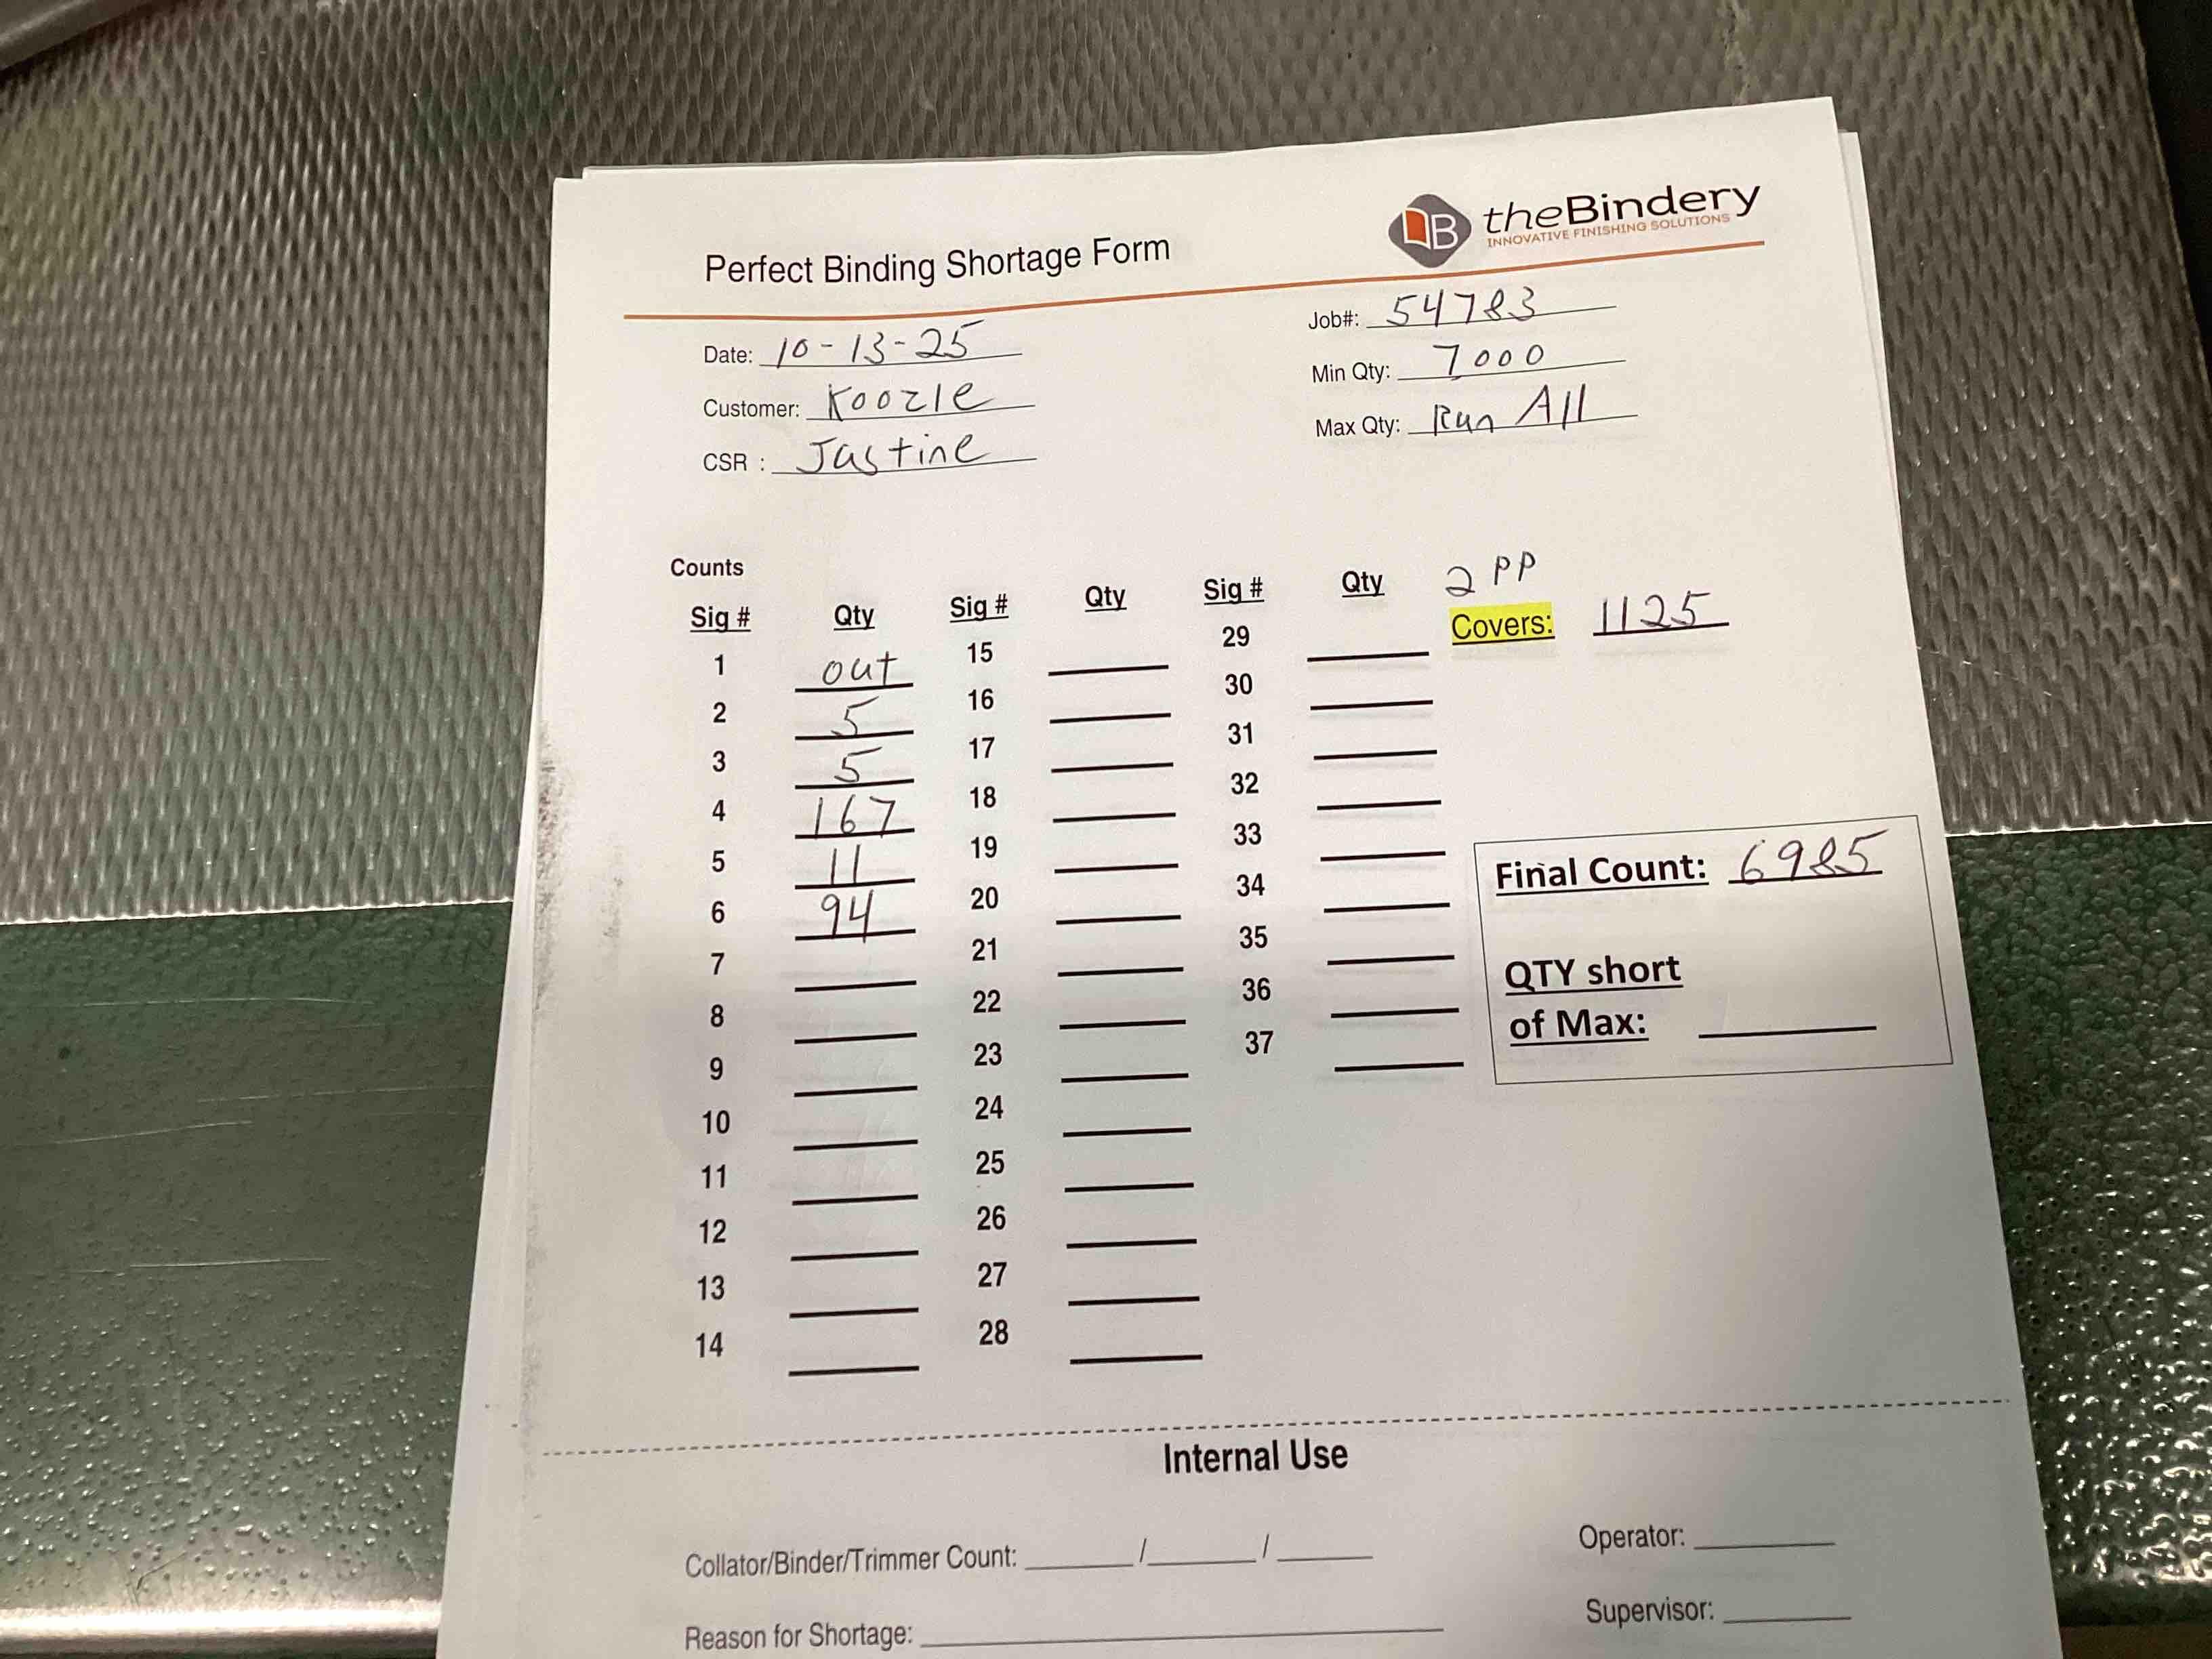 theBindery
INNOVATIVE FINISHING SOLUTIONS
Perfect Binding Shortage Form
Date: 10-13-25
Customer: Koozle
CSR : Jastine
Job#: 54783
Min Qty: 7000
Max Qty: Run All
Counts
Sig # Qty Sig # Qty Sig # Qty 2 PP
Covers: 1125
1 out 15 29
2 5 16 30
3 5 17 31
4 167 18 32
5 11 19 33
6 94 20 34
7 21 35
8 22 36
9 23 37
10 24
11 25
12 26
13 27
14 28
Final Count: 6985
QTY short
of Max:
Internal Use
Collator/Binder/Trimmer Count: / /
Operator:
Reason for Shortage:
Supervisor: